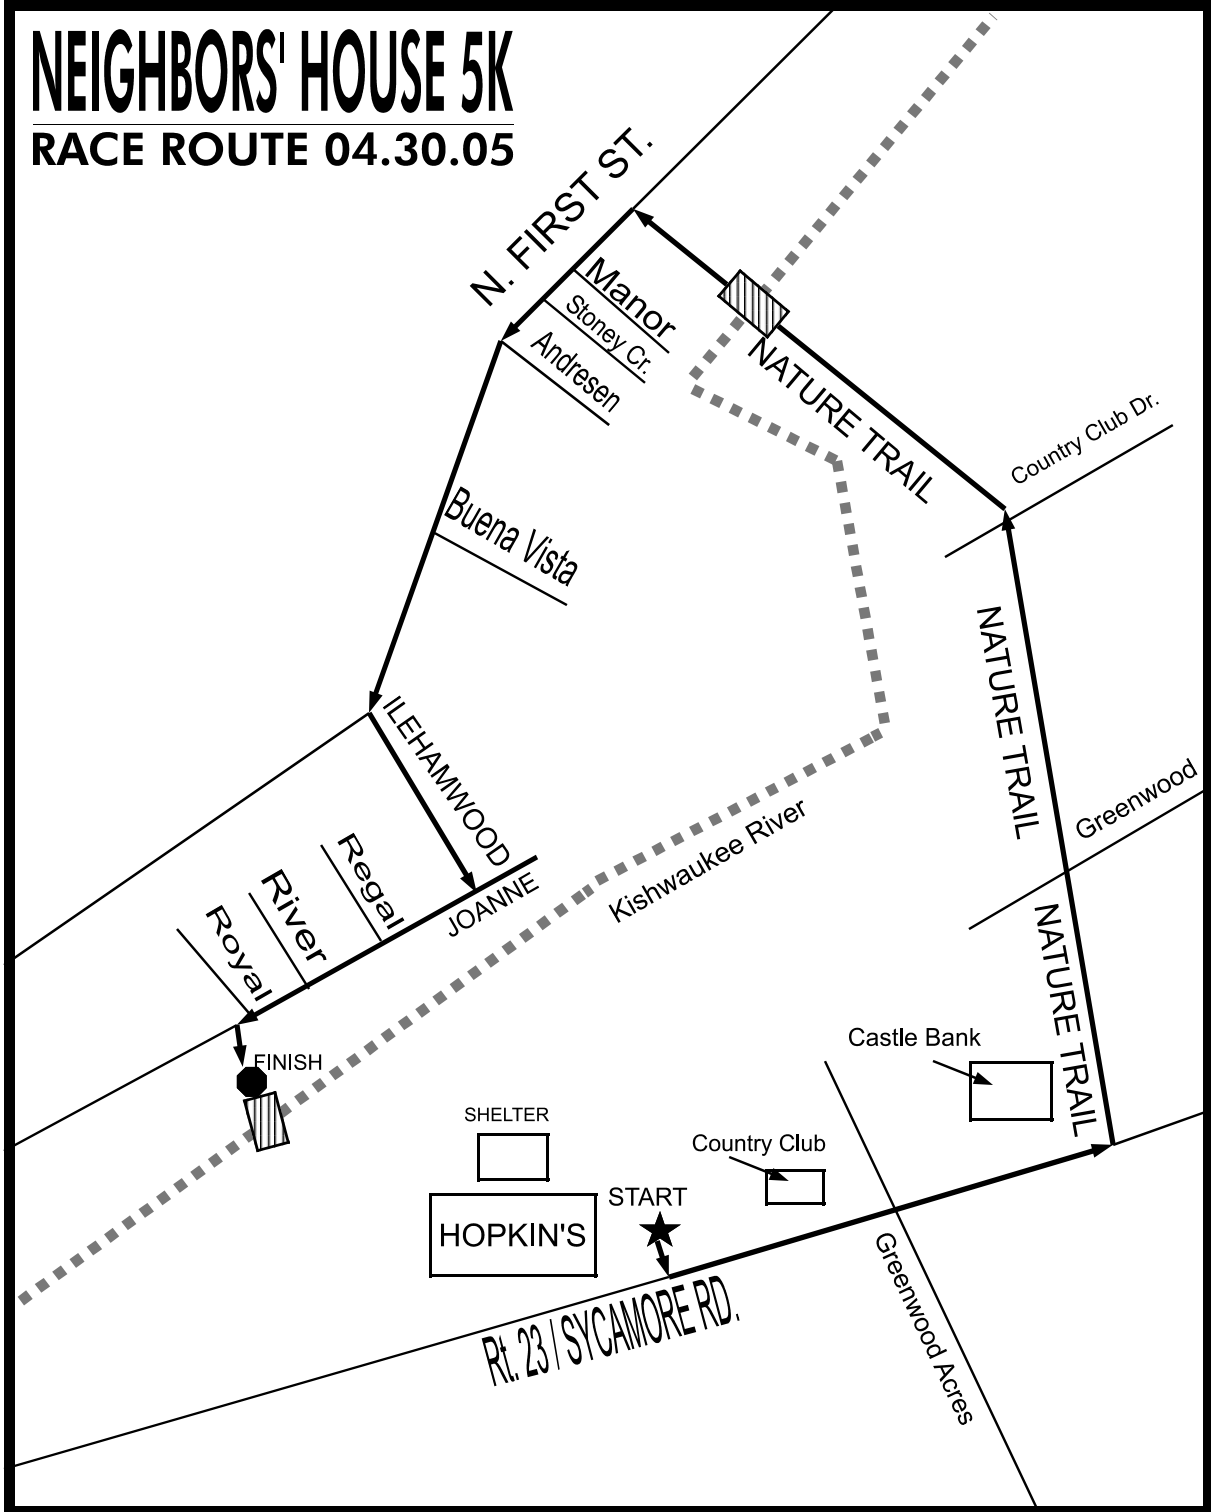 NEIGHBORS' HOUSE 5K
RACE ROUTE 04.30.05
N. FIRST ST.
Manor
Stoney Cr.
Andresen
NATURE TRAIL
Country Club Dr.
Buena Vista
NATURE TRAIL
ILEHAMWOOD
Greenwood
Kishwaukee River
Regal
River
Royal
JOANNE
NATURE TRAIL
FINISH
Castle Bank
SHELTER
Country Club
START
HOPKIN'S
Greenwood Acres
Rt. 23 / SYCAMORE RD.